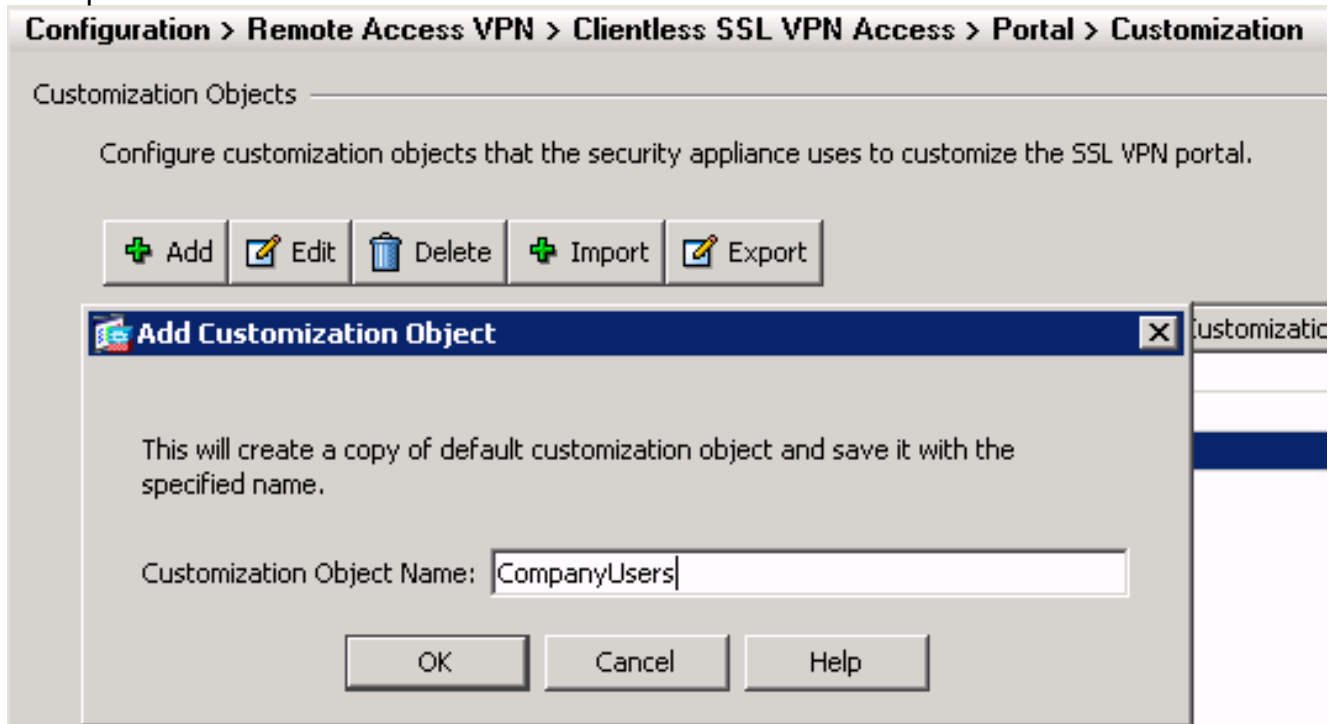 Configuration > Remote Access VPN > Clientless SSL VPN Access > Portal > Customization
Customization Objects
Configure customization objects that the security appliance uses to customize the SSL VPN portal.
Add Edit Delete Import Export
Add Customization Object
This will create a copy of default customization object and save it with the
specified name.
Customization Object Name: CompanyUsers
OK Cancel Help